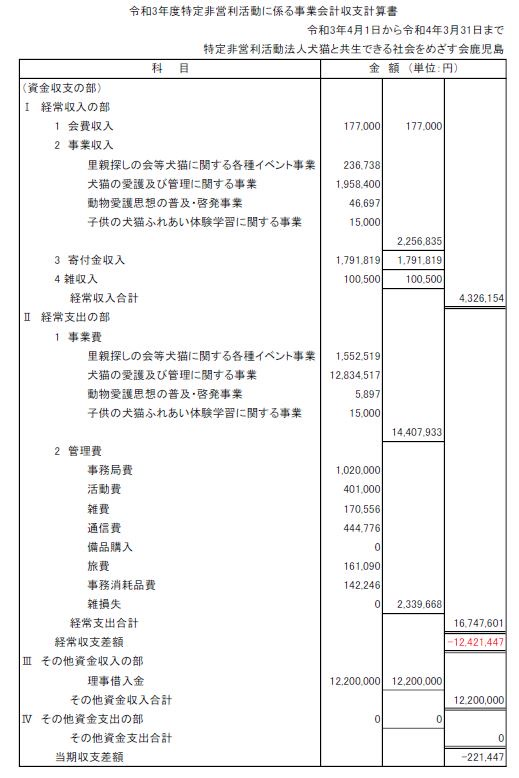 令和3年度特定非営利活動に係る事業会計収支計算書
令和3年4月1日から令和4年3月31日まで
特定非営利活動法人犬猫と共生できる社会をめざす会鹿児島
科 目 金 額 (単位:円)
(資金収支の部)
Ⅰ 経常収入の部
1 会費収入 177,000 177,000
2 事業収入
里親探しの会等犬猫に関する各種イベント事業 236,738
犬猫の愛護及び管理に関する事業 1,958,400
動物愛護思想の普及・啓発事業 46,697
子供の犬猫ふれあい体験学習に関する事業 15,000
2,256,835
3 寄付金収入 1,791,819 1,791,819
4 雑収入 100,500 100,500
経常収入合計 4,326,154
Ⅱ 経常支出の部
1 事業費
里親探しの会等犬猫に関する各種イベント事業 1,552,519
犬猫の愛護及び管理に関する事業 12,834,517
動物愛護思想の普及・啓発事業 5,897
子供の犬猫ふれあい体験学習に関する事業 15,000
14,407,933
2 管理費
事務局費 1,020,000
活動費 401,000
雑費 170,556
通信費 444,776
備品購入 0
旅費 161,090
事務消耗品費 142,246
雑損失 0 2,339,668
経常支出合計 16,747,601
経常収支差額 -12,421,447
Ⅲ その他資金収入の部
理事借入金 12,200,000 12,200,000
その他資金収入合計 12,200,000
Ⅳ その他資金支出の部 0 0
その他資金支出合計 0
当期収支差額 -221,447